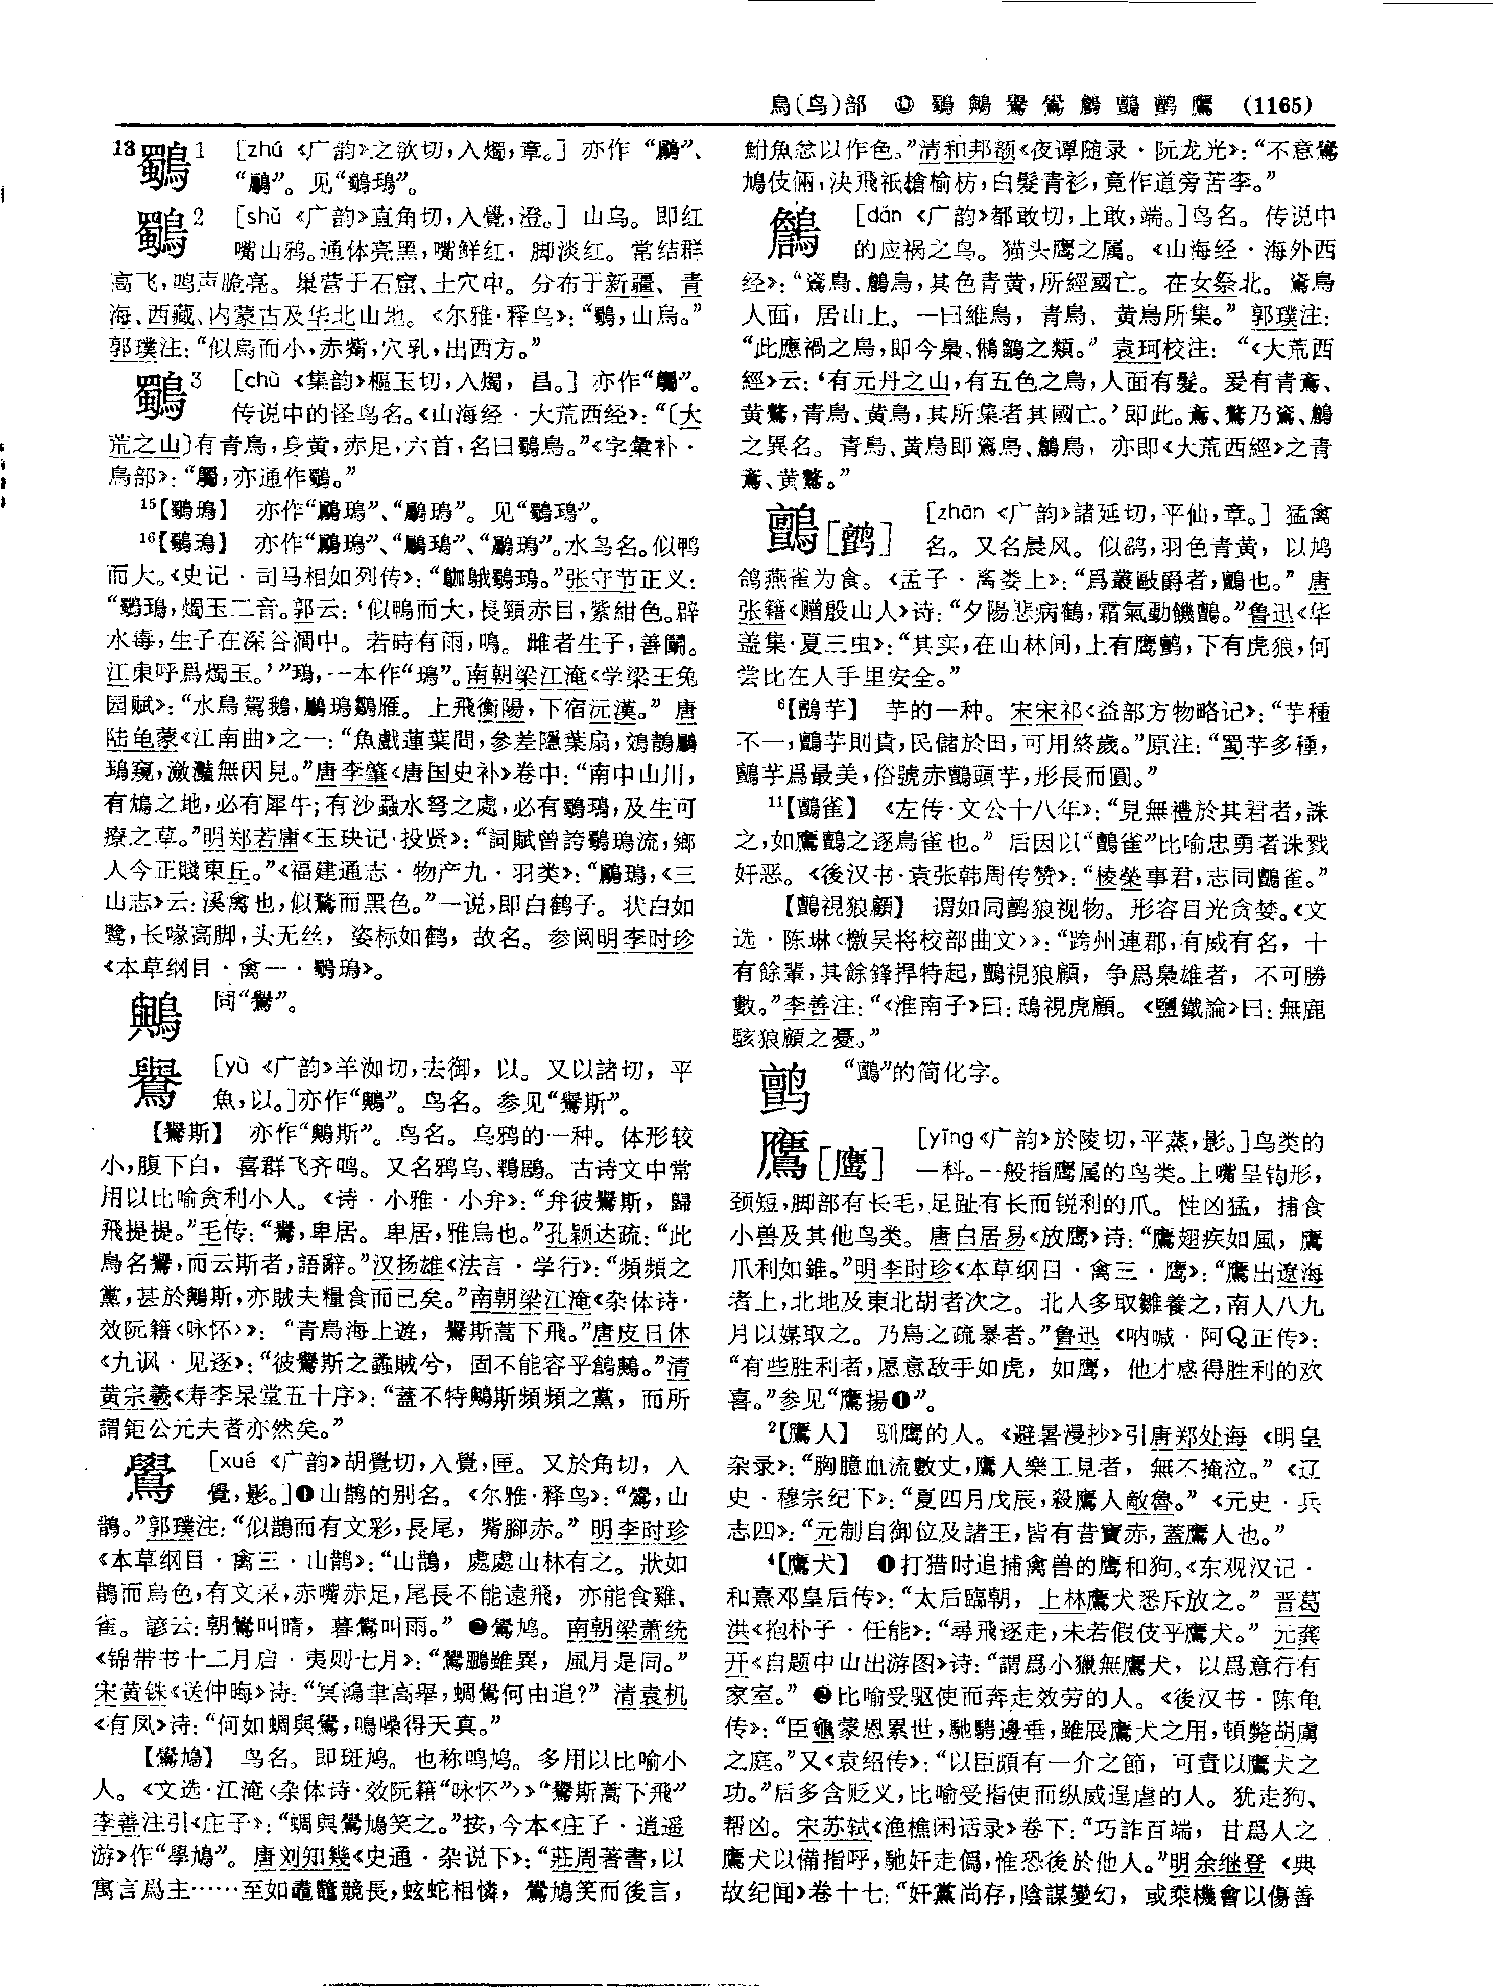 鳥(鸟)部 ⑬ 鸀 鸒 鷽 䳺 鸇 鹯 鷹 (1165)
13鸀1 [zhú《广韵》之欲切,入燭,章。] 亦作“鸀”、
“鸀”。见“鸀鳿”。
鸀2 [shǔ《广韵》直角切,入覺,澄。] 山乌。即红
嘴山鸦。通体亮黑,嘴鲜红,脚淡红。常结群
高飞,鸣声脆亮。巢营于石窟、土穴中。分布于新疆、青
海、西藏、内蒙古及华北山地。《尔雅·释鸟》:“鸀,山烏。”
郭璞注:“似烏而小,赤觜,穴乳,出西方。”
鸀3 [chù《集韵》樞玉切,入燭,昌。] 亦作“鸀”。
传说中的怪鸟名。《山海经·大荒西经》:“〔大
荒之山〕有青鳥,身黄,赤足,六首,名曰鸀鳥。”《字彙补·
鳥部》:“䳔,亦通作鸀。”
15【鸀鳿】 亦作“鸀鳿”、“鸀鳿”。见“鸀鳿”。
16【鸀鳿】 亦作“鸀鳿”、“鸀鳿”、“鸀鳿”。水鸟名。似鸭
而大。《史记·司马相如列传》:“鸀鳿。”张守节正义:
“鸀鳿,燭玉二音。郭云:‘似鴨而大,長頸赤目,紫紺色。辟
水毒,生子在深谷澗中。若時有雨,鳴。雌者生子,善鬭。
江東呼爲燭玉。’”鳿,一本作“鳿”。南朝梁江淹《学梁王兔
园赋》:“水鳥駕鵝,鸀鳿鷄雁。上飛衡陽,下宿沅漢。” 唐
陆龟蒙《江南曲》之一:“魚戲蓮葉間,參差隱葉扇,鵁鶄鸀
鳿窺,瀲灩無因見。”唐李肇《唐国史补》卷中:“南中山川,
有鴆之地,必有犀牛;有沙蝨水弩之處,必有鸀鳿,及生可
療之草。”明郑若庸《玉玦记·投贤》:“詞賦曾誇鸀鳿流,鄉
人今正賤東丘。”《福建通志·物产九·羽类》:“鸀鳿,《三
山志》云:溪禽也,似鶩而黑色。”一说,即白鹤子。状白如
鹭,长喙高脚,头无丝,姿标如鹤,故名。参阅明李时珍
《本草纲目·禽一·鸀鳿》。
鸒 同“鸒”。
鸒 [yù《广韵》羊洳切,去御,以。又以諸切,平
魚,以。]亦作“鸒”。鸟名。参见“鸒斯”。
【鸒斯】 亦作“鸒斯”。鸟名。乌鸦的一种。体形较
小,腹下白,喜群飞齐鸣。又名鸦乌、鵯鶋。古诗文中常
用以比喻贪利小人。《诗·小雅·小弁》:“弁彼鸒斯,歸
飛提提。”毛传:“鸒,卑居。卑居,雅烏也。”孔颖达疏:“此
鳥名鸒,而云斯者,語辭。”汉扬雄《法言·学行》:“頻頻之
黨,甚於鸒斯,亦賊夫糧食而已矣。”南朝梁江淹《杂体诗·
效阮籍〈咏怀〉》:“青鳥海上遊,鸒斯蒿下飛。”唐皮日休
《九讽·见逐》:“彼鸒斯之蟊賊兮,固不能容乎鶬鶊。”清
黄宗羲《寿李杲堂五十序》:“蓋不特鸒斯頻頻之黨,而所
謂鉅公元夫者亦然矣。”
鷽 [xué《广韵》胡覺切,入覺,匣。又於角切,入
覺,影。]❶山鹊的别名。《尔雅·释鸟》:“鷽,山
鵲。”郭璞注:“似鵲而有文彩,長尾,觜腳赤。” 明李时珍
《本草纲目·禽三·山鹊》:“山鵲,處處山林有之。狀如
鵲而烏色,有文采,赤嘴赤足,尾長不能遠飛,亦能食雞、
雀。諺云:朝鷽叫晴,暮鷽叫雨。” ❷鷽鸠。南朝梁萧统
《锦带书十二月启·夷则七月》:“鷽鵬雖異,風月是同。”
宋黄铢《送仲晦》诗:“冥鴻聿高舉,蜩鷽何由追?” 清袁机
《有凤》诗:“何如蜩與鷽,鳴噪得天真。”
【鷽鳩】 鸟名。即斑鸠。也称鸣鸠。多用以比喻小
人。《文选·江淹〈杂体诗·效阮籍“咏怀”〉》“鸒斯蒿下飛”
李善注引《庄子》:“蜩與鷽鳩笑之。”按,今本《庄子·逍遥
游》作“學鳩”。唐刘知幾《史通·杂说下》:“莊周著書,以
寓言爲主……至如鼃鼈競長,蚿蛇相憐,鷽鳩笑而後言,
鮒魚忿以作色。”清和邦额《夜谭随录·阮龙光》:“不意鷽
鳩伎倆,決飛衹槍榆枋,白髮青衫,竟作道旁苦李。”
鸙 [dǎn《广韵》都敢切,上敢,端。]鸟名。传说中
的应祸之鸟。猫头鹰之属。《山海经·海外西
经》:“鶿鳥、鸙鳥,其色青黄,所經國亡。在女祭北。鶿鳥
人面,居山上。一曰維鳥,青鳥、黄鳥所集。” 郭璞注:
“此應禍之鳥,即今梟、鵂鶹之類。” 袁珂校注:“《大荒西
經》云:‘有元丹之山,有五色之鳥,人面有髮。爰有青鴍、
黄鷔,青鳥、黄鳥,其所集者其國亡。’即此。鴍、鷔乃鶿、鸙
之異名。青鳥、黄鳥即鶿鳥、鸙鳥,亦即《大荒西經》之青
鴍、黄鷔。”
鸇[鹯] [zhān《广韵》諸延切,平仙,章。] 猛禽
名。又名晨风。似鹞,羽色青黄,以鸠
鸽燕雀为食。《孟子·离娄上》:“爲叢敺爵者,鸇也。” 唐
张籍《赠殷山人》诗:“夕陽悲病鶴,霜氣動饑鸇。”鲁迅《华
盖集·夏三虫》:“其实,在山林间,上有鹰鹯,下有虎狼,何
尝比在人手里安全。”
6【鸇芋】 芋的一种。宋宋祁《益部方物略记》:“芋種
不一,鸇芋則貴,民儲於田,可用終歲。”原注:“蜀芋多種,
鸇芋爲最美,俗號赤鸇頭芋,形長而圓。”
11【鸇雀】《左传·文公十八年》:“見無禮於其君者,誅
之,如鷹鸇之逐鳥雀也。” 后因以“鸇雀”比喻忠勇者诛戮
奸恶。《後汉书·袁张韩周传赞》:“棱榮事君,志同鸇雀。”
【鸇視狼顧】 谓如同鹯狼视物。形容目光贪婪。《文
选·陈琳〈檄吴将校部曲文〉》:“跨州連郡,有威有名,十
有餘輩,其餘鋒捍特起,鸇視狼顧,争爲梟雄者,不可勝
數。”李善注:“《淮南子》曰:鴟視虎顧。《鹽鐵論》曰:無鹿
駭狼顧之憂。”
鹯 “鸇”的简化字。
鷹[鹰] [yīng《广韵》於陵切,平蒸,影。]鸟类的
一科。一般指鹰属的鸟类。上嘴呈钩形,
颈短,脚部有长毛,足趾有长而锐利的爪。性凶猛,捕食
小兽及其他鸟类。唐白居易《放鹰》诗:“鷹翅疾如風,鷹
爪利如錐。”明李时珍《本草纲目·禽三·鹰》:“鷹出遼海
者上,北地及東北胡者次之。北人多取雛養之,南人八九
月以媒取之。乃鳥之疏暴者。”鲁迅《呐喊·阿Q正传》:
“有些胜利者,愿意敌手如虎,如鹰,他才感得胜利的欢
喜。”参见“鷹揚❶”。
2【鷹人】 驯鹰的人。《避暑漫抄》引唐郑处海《明皇
杂录》:“胸臆血流數丈,鷹人樂工見者,無不掩泣。”《辽
史·穆宗纪下》:“夏四月戊辰,殺鷹人敵魯。”《元史·兵
志四》:“元制自御位及諸王,皆有昔寶赤,蓋鷹人也。”
4【鷹犬】 ❶打猎时追捕禽兽的鹰和狗。《东观汉记·
和熹邓皇后传》:“太后臨朝,上林鷹犬悉斥放之。” 晋葛
洪《抱朴子·任能》:“尋飛逐走,未若假伎乎鷹犬。” 元龚
开《自题中山出游图》诗:“謂爲小獵無鷹犬,以爲意行有
家室。” ❷比喻受驱使而奔走效劳的人。《後汉书·陈龟
传》:“臣龜蒙恩累世,馳騁邊垂,雖展鷹犬之用,頓斃胡虜
之庭。”又《袁绍传》:“以臣頗有一介之節,可責以鷹犬之
功。”后多含贬义,比喻受指使而纵威逞虐的人。犹走狗、
帮凶。宋苏轼《渔樵闲话录》卷下:“巧詐百端,甘爲人之
鷹犬以備指呼,馳奸走僞,惟恐後於他人。”明余继登《典
故纪闻》卷十七:“奸黨尚存,陰謀變幻,或乘機會以傷善